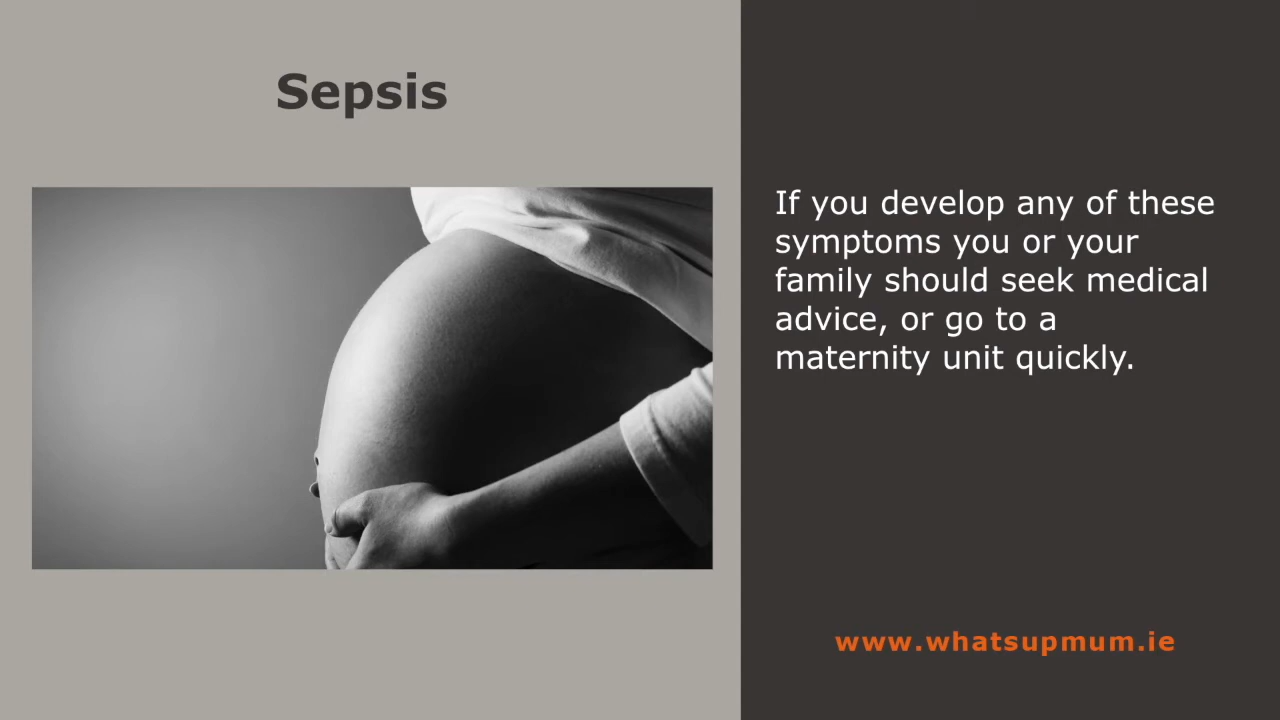 Sepsis
If you develop any of these
symptoms you or your
family should seek medical
advice, or go to a
maternity unit quickly.
www.whatsupmum.ie